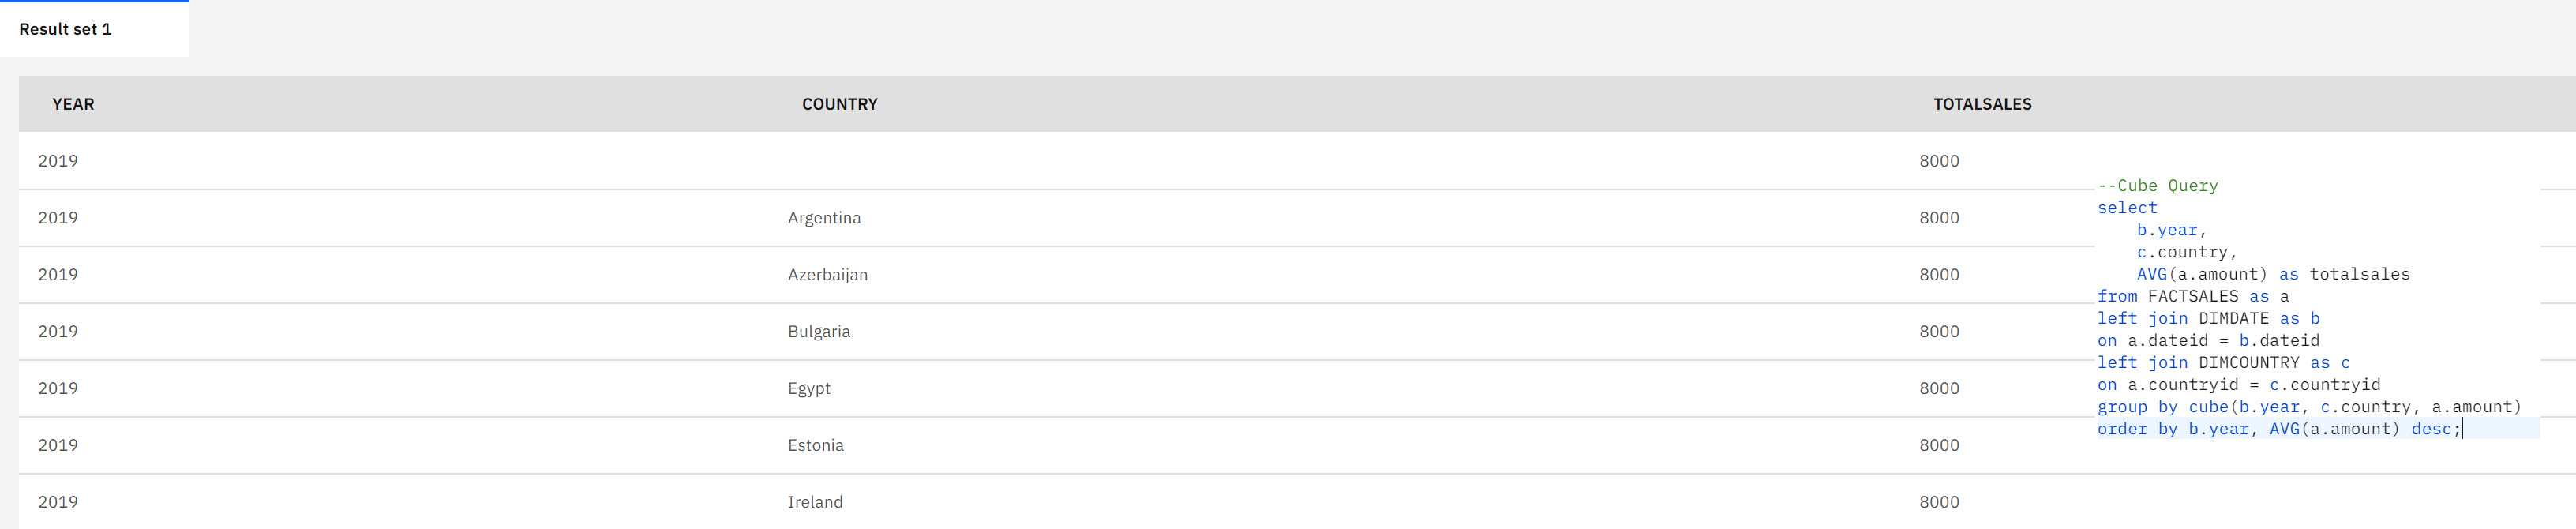 Result set 1
YEAR COUNTRY TOTALSALES
2019 8000
2019 Argentina 8000
2019 Azerbaijan 8000
2019 Bulgaria 8000
2019 Egypt 8000
2019 Estonia 8000
2019 Ireland 8000
--Cube Query
select
    b.year,
    c.country,
    AVG(a.amount) as totalsales
from FACTSALES as a
left join DIMDATE as b
on a.dateid = b.dateid
left join DIMCOUNTRY as c
on a.countryid = c.countryid
group by cube(b.year, c.country, a.amount)
order by b.year, AVG(a.amount) desc;